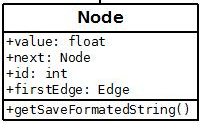 Node
+value: float
+next: Node
+id: int
+firstEdge: Edge
+getSaveFormatedString()